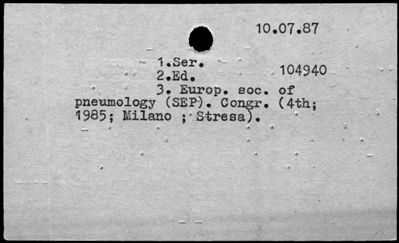 10.07.87
1.Ser.
2.Ed.
104940
3. Europ. soc. of
pneumology (SEP). Congr. (4th;
1985; Milano ; Stresa).